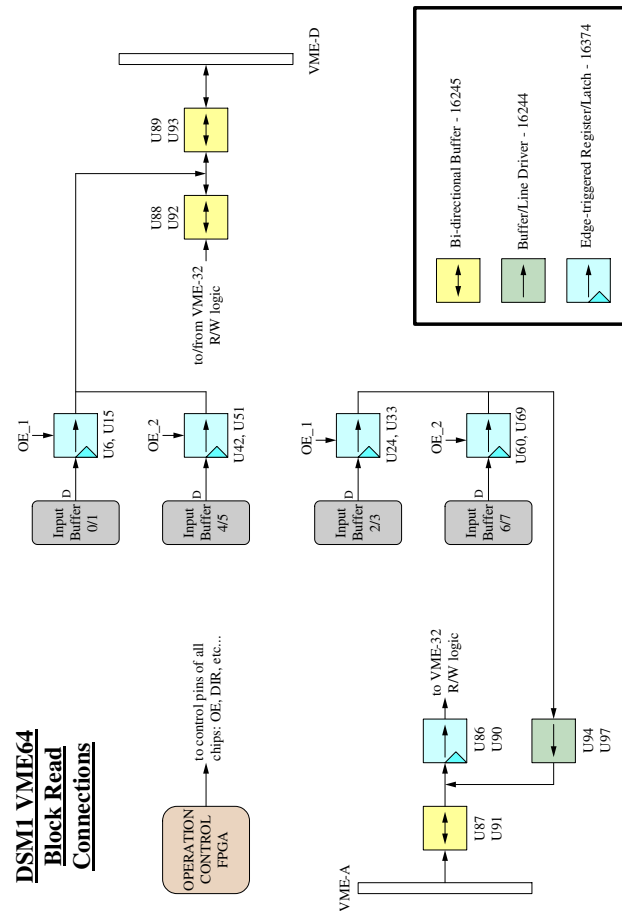 DSM1 VME64
Block Read
Connections
OPERATION
CONTROL
FPGA
to control pins of all
chips: OE, DIR, etc...
Input
Buffer
0/1
D
OE_1
U6, U15
Input
Buffer
4/5
D
OE_2
U42, U51
to/from VME-32
R/W logic
U88
U92
U89
U93
VME-D
VME-A
U87
U91
U86
U90
to VME-32
R/W logic
U94
U97
Input
Buffer
2/3
D
OE_1
U24, U33
Input
Buffer
6/7
D
OE_2
U60, U69
Bi-directional Buffer - 16245
Buffer/Line Driver - 16244
Edge-triggered Register/Latch - 16374